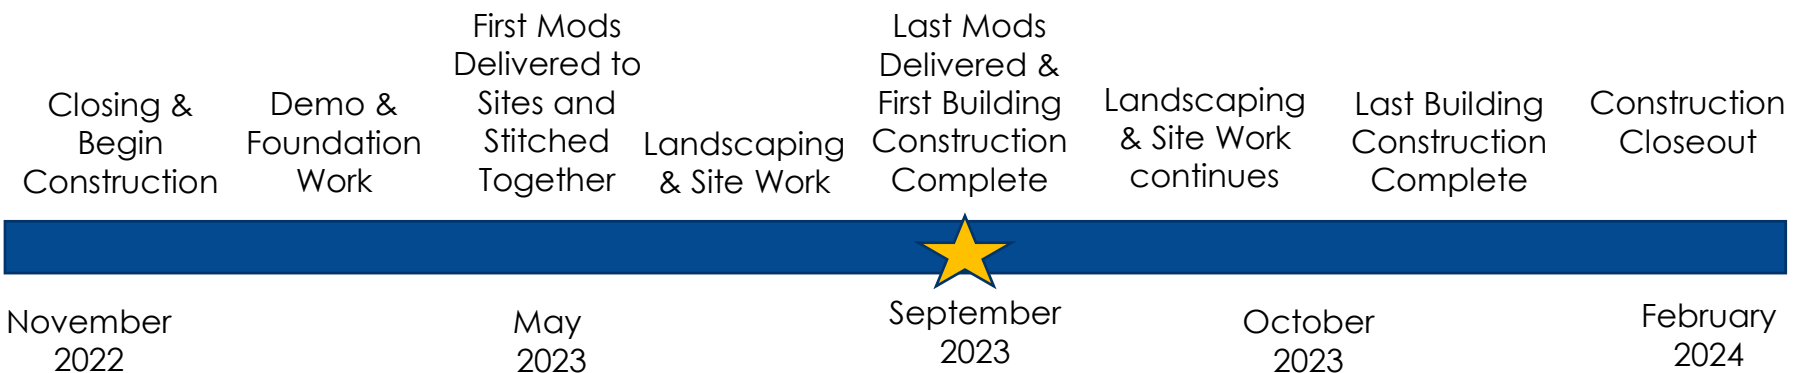 Closing &
Begin
Construction
Demo &
Foundation
Work
First Mods
Delivered to
Sites and
Stitched
Together
Landscaping
& Site Work
Last Mods
Delivered &
First Building
Construction
Complete
Landscaping
& Site Work
continues
Last Building
Construction
Complete
Construction
Closeout
November
2022
May
2023
September
2023
October
2023
February
2024